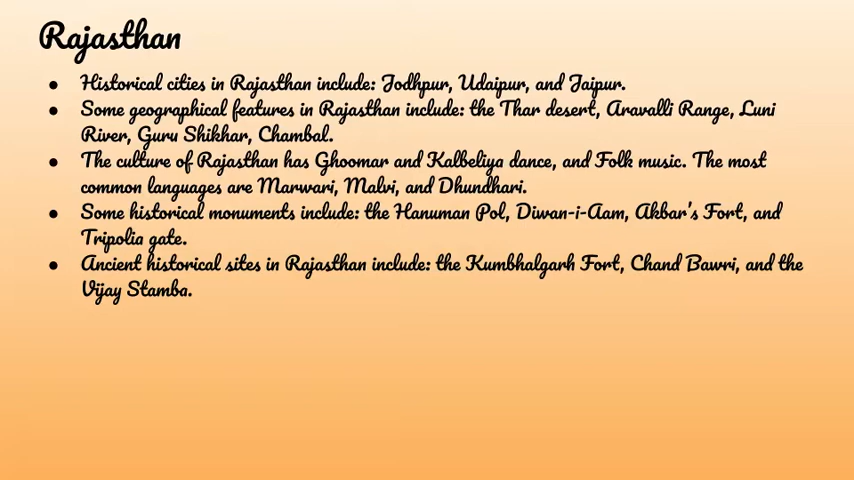 Rajasthan
● Historical cities in Rajasthan include: Jodhpur, Udaipur, and Jaipur.
● Some geographical features in Rajasthan include: the Thar desert, Aravalli Range, Luni
River, Guru Shikhar, Chambal.
● The culture of Rajasthan has Ghoomar and Kalbeliya dance, and Folk music. The most
common languages are Marwari, Malvi, and Dhundhari.
● Some historical monuments include: the Hanuman Pol, Diwan-i-Aam, Akbar's Fort, and
Tripolia gate.
● Ancient historical sites in Rajasthan include: the Kumbhalgarh Fort, Chand Bawri, and the
Vijay Stamba.